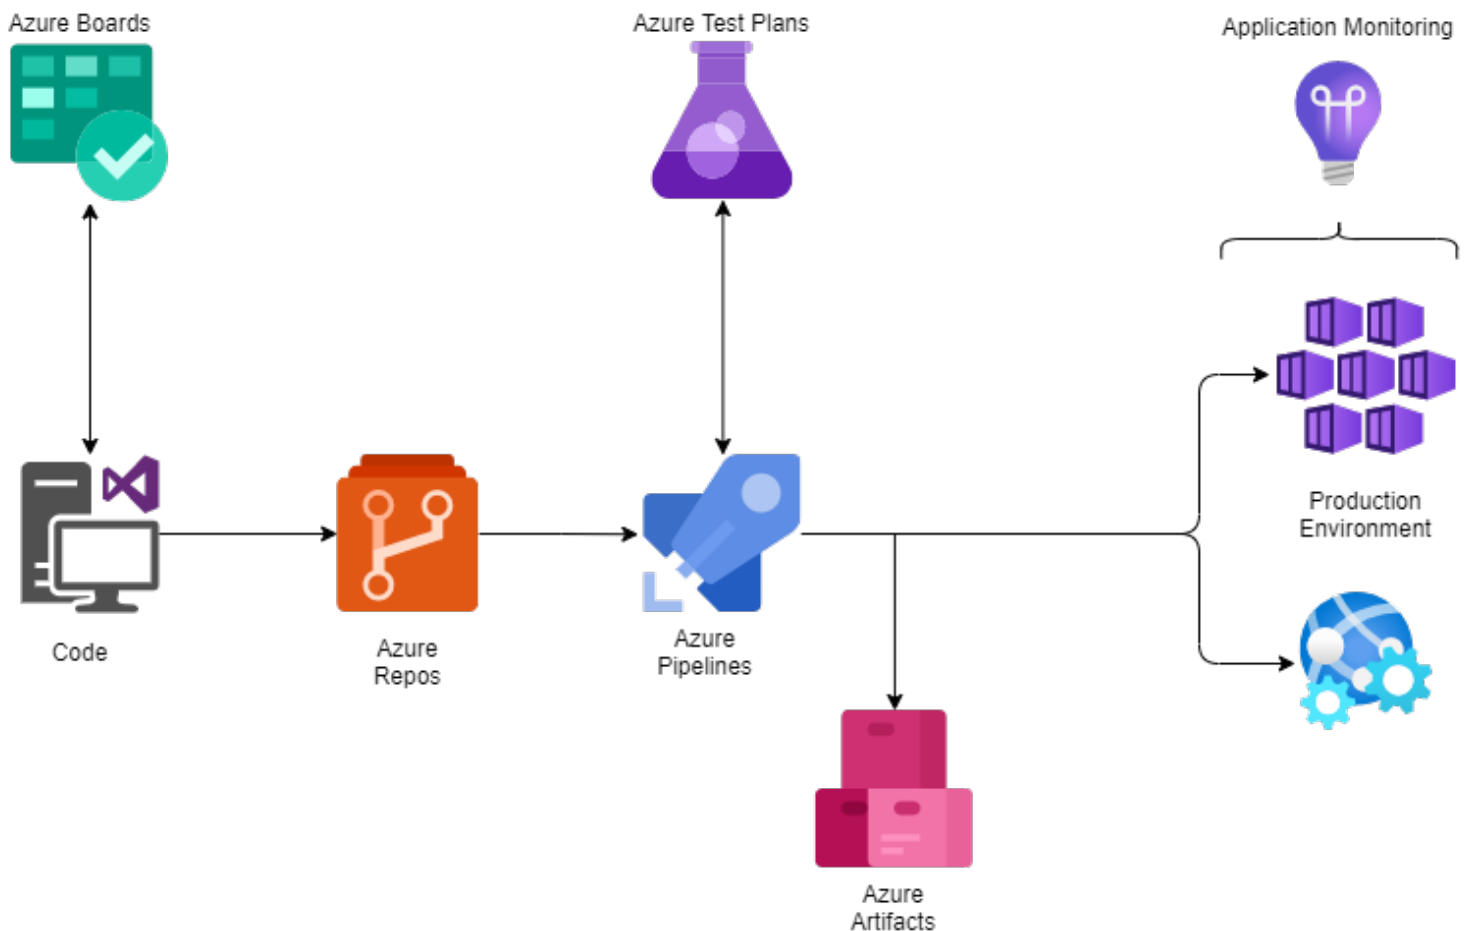 Azure Boards
Azure Test Plans
Application Monitoring
Production
Environment
Code
Azure
Repos
Azure
Pipelines
Azure
Artifacts